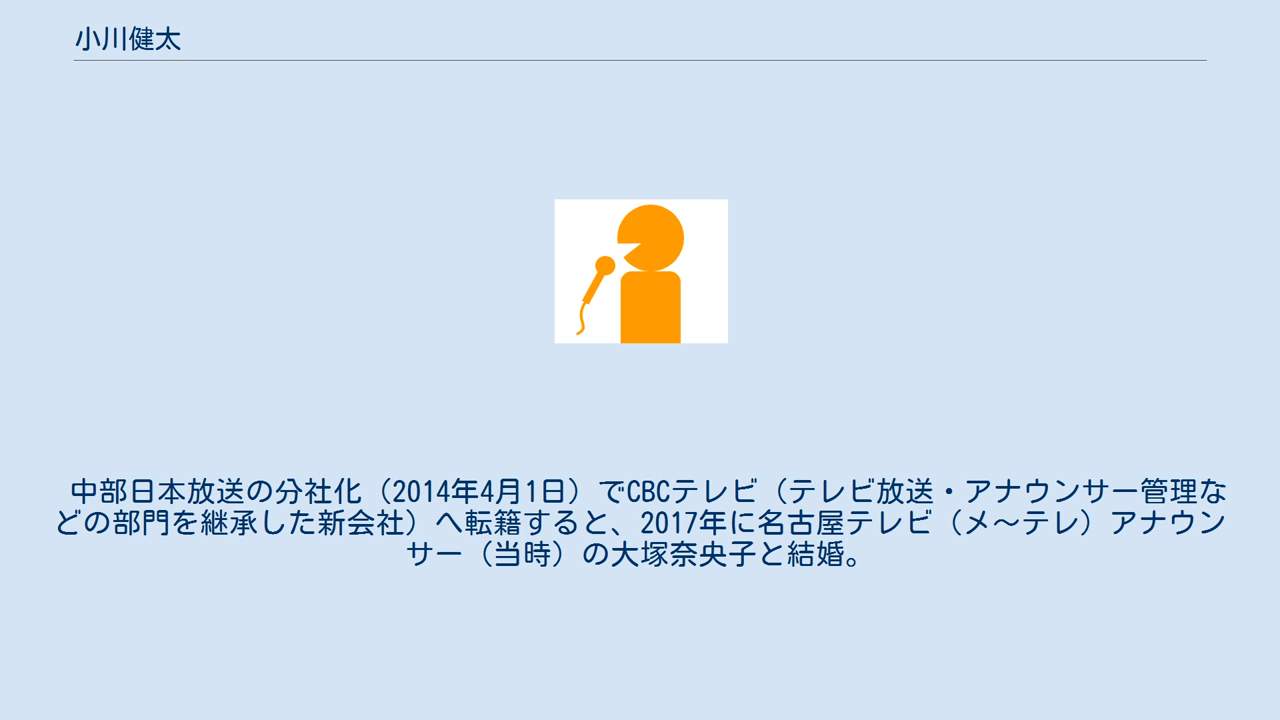 小川健太
中部日本放送の分社化（2014年4月1日）でCBCテレビ（テレビ放送・アナウンサー管理な
どの部門を継承した新会社）へ転籍すると、2017年に名古屋テレビ（メ〜テレ）アナウン
サー（当時）の大塚奈央子と結婚。